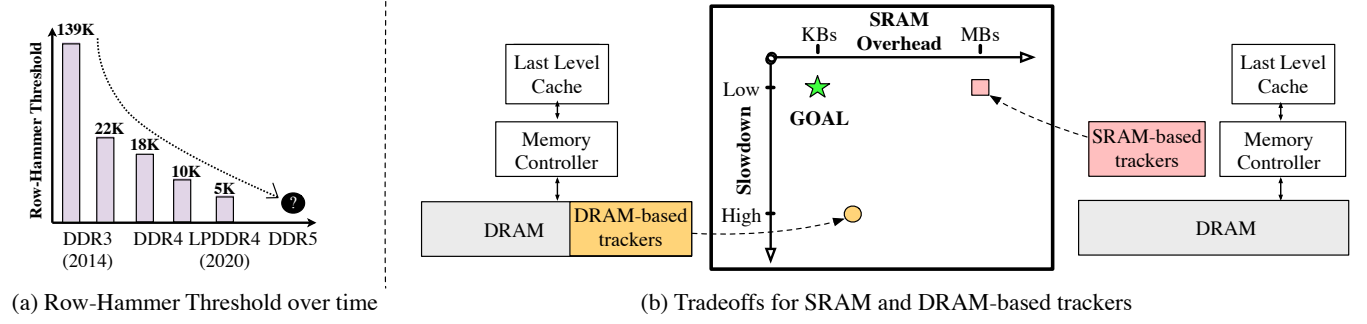 Row-Hammer Threshold
139K
22K
18K
10K
5K
?
DDR3
(2014)
DDR4
LPDDR4
(2020)
DDR5
(a) Row-Hammer Threshold over time
Last Level
Cache
Memory
Controller
DRAM
DRAM-based
trackers
SRAM
Overhead
KBs
MBs
Slowdown
Low
High
GOAL
SRAM-based
trackers
Last Level
Cache
Memory
Controller
DRAM
(b) Tradeoffs for SRAM and DRAM-based trackers